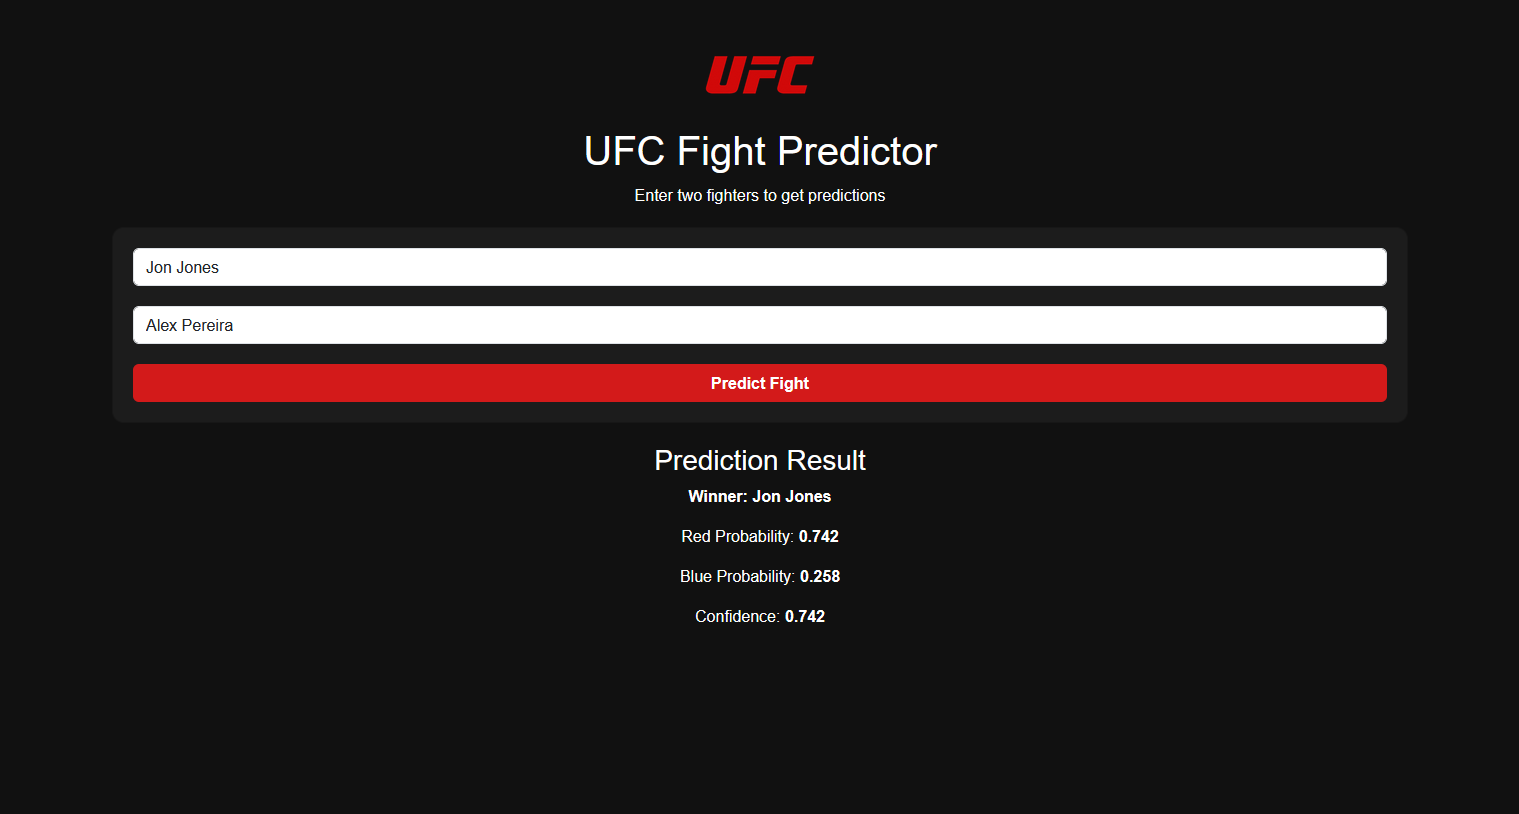 UFC
UFC Fight Predictor
Enter two fighters to get predictions
Jon Jones
Alex Pereira
Predict Fight
Prediction Result
Winner: Jon Jones
Red Probability: 0.742
Blue Probability: 0.258
Confidence: 0.742